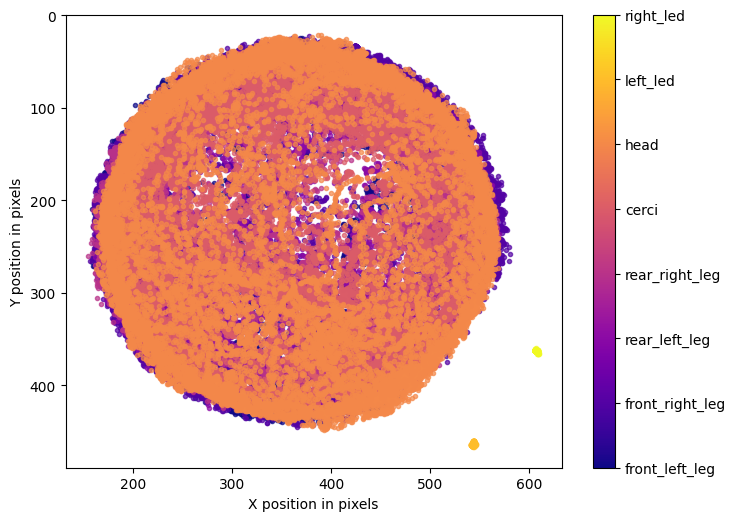 0
100
200
300
400
Y position in pixels
200
300
400
500
600
X position in pixels
right_led
left_led
head
cerci
rear_right_leg
rear_left_leg
front_right_leg
front_left_leg